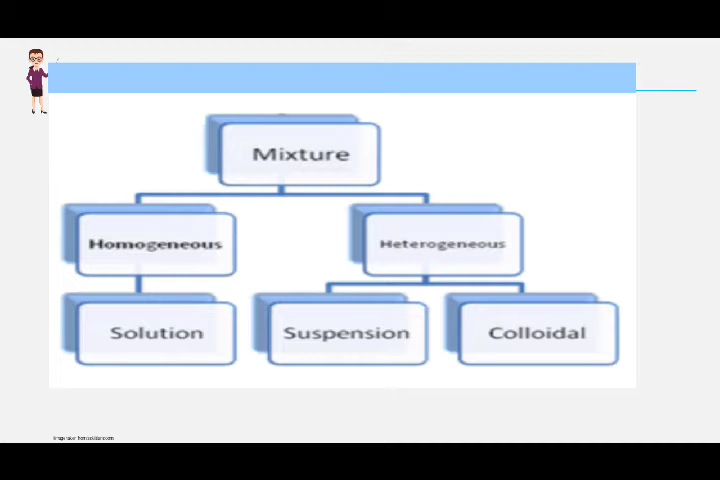 Mixture
Homogeneous
Heterogeneous
Solution
Suspension
Colloidal